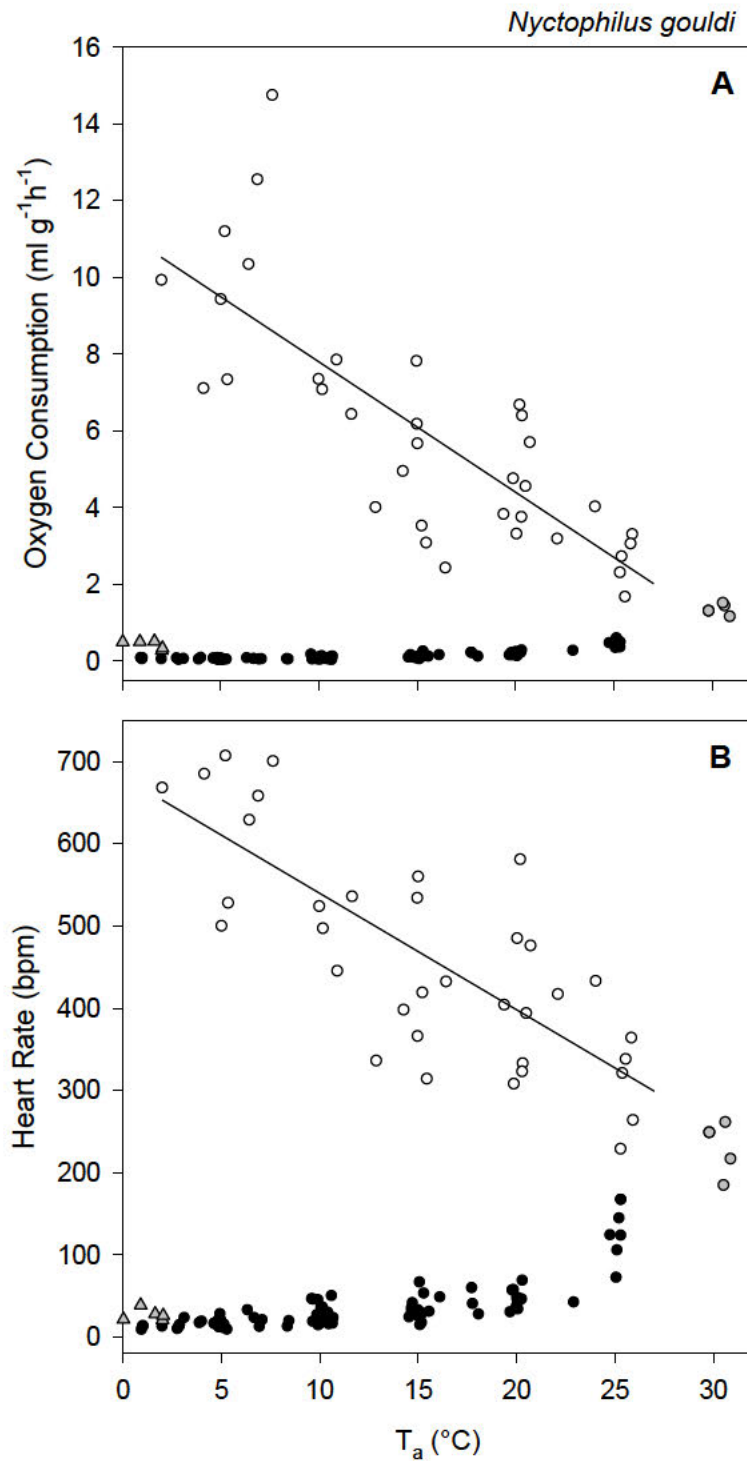 Nyctophilus gouldi
A
Oxygen Consumption (ml g⁻¹h⁻¹)
16
14
12
10
8
6
4
2
0
B
Heart Rate (bpm)
700
600
500
400
300
200
100
0
0 5 10 15 20 25 30
Tₐ (°C)